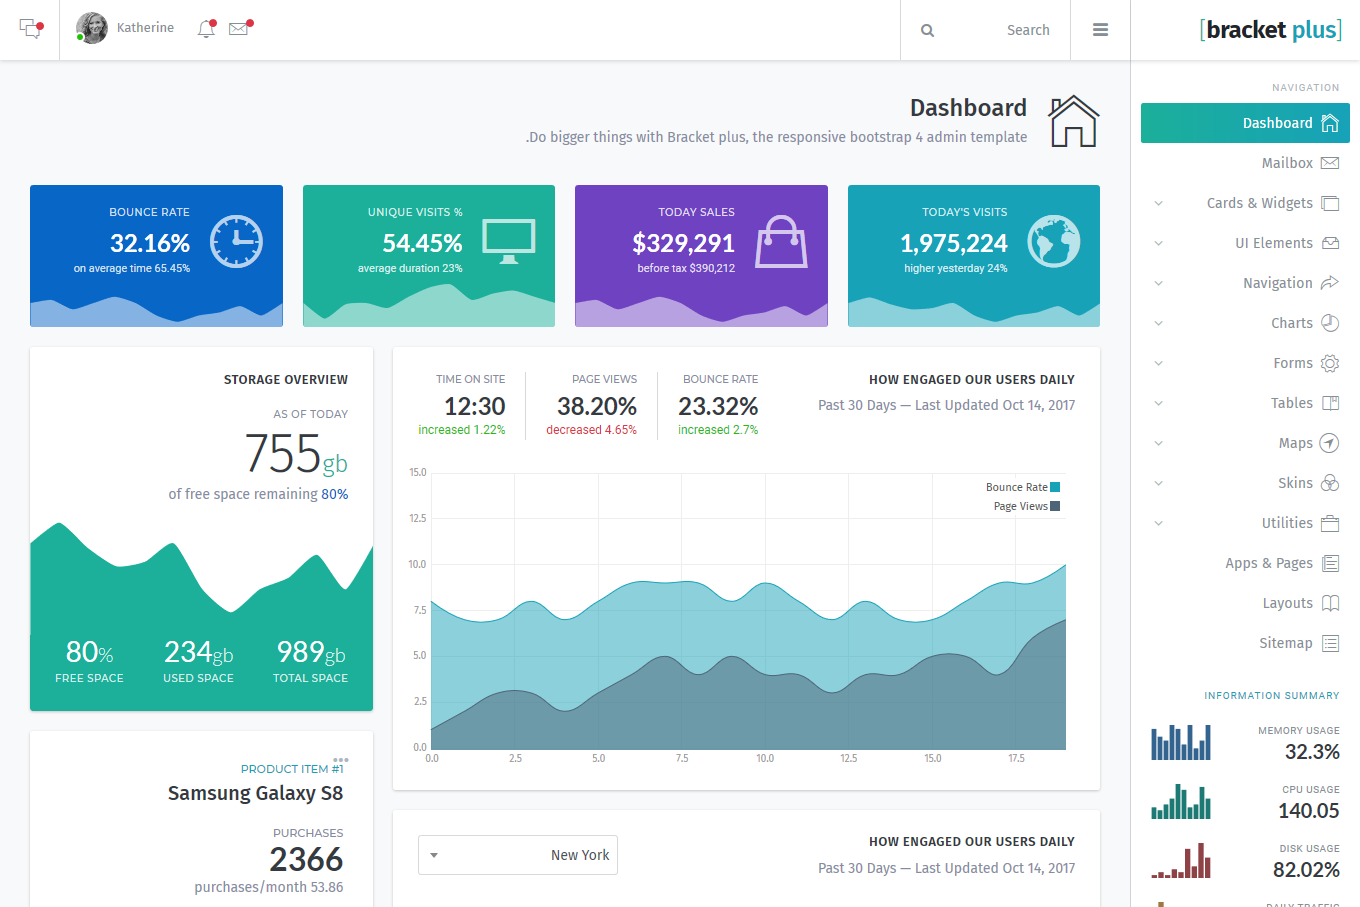 Katherine
Search
[bracket plus]
Dashboard
.Do bigger things with Bracket plus, the responsive bootstrap 4 admin template
BOUNCE RATE
32.16%
on average time 65.45%
UNIQUE VISITS %
54.45%
average duration 23%
TODAY SALES
$329,291
before tax $390,212
TODAY'S VISITS
1,975,224
higher yesterday 24%
STORAGE OVERVIEW
AS OF TODAY
755gb
of free space remaining 80%
80%
FREE SPACE
234gb
USED SPACE
989gb
TOTAL SPACE
TIME ON SITE
12:30
increased 1.22%
PAGE VIEWS
38.20%
decreased 4.65%
BOUNCE RATE
23.32%
increased 2.7%
HOW ENGAGED OUR USERS DAILY
Past 30 Days — Last Updated Oct 14, 2017
Bounce Rate
Page Views
15.0
12.5
10.0
7.5
5.0
2.5
0.0
0.0 2.5 5.0 7.5 10.0 12.5 15.0 17.5
PRODUCT ITEM #1
Samsung Galaxy S8
PURCHASES
2366
purchases/month 53.86
New York
HOW ENGAGED OUR USERS DAILY
Past 30 Days — Last Updated Oct 14, 2017
NAVIGATION
Dashboard
Mailbox
Cards & Widgets
UI Elements
Navigation
Charts
Forms
Tables
Maps
Skins
Utilities
Apps & Pages
Layouts
Sitemap
INFORMATION SUMMARY
MEMORY USAGE
32.3%
CPU USAGE
140.05
DISK USAGE
82.02%
DAILY TRAFFIC